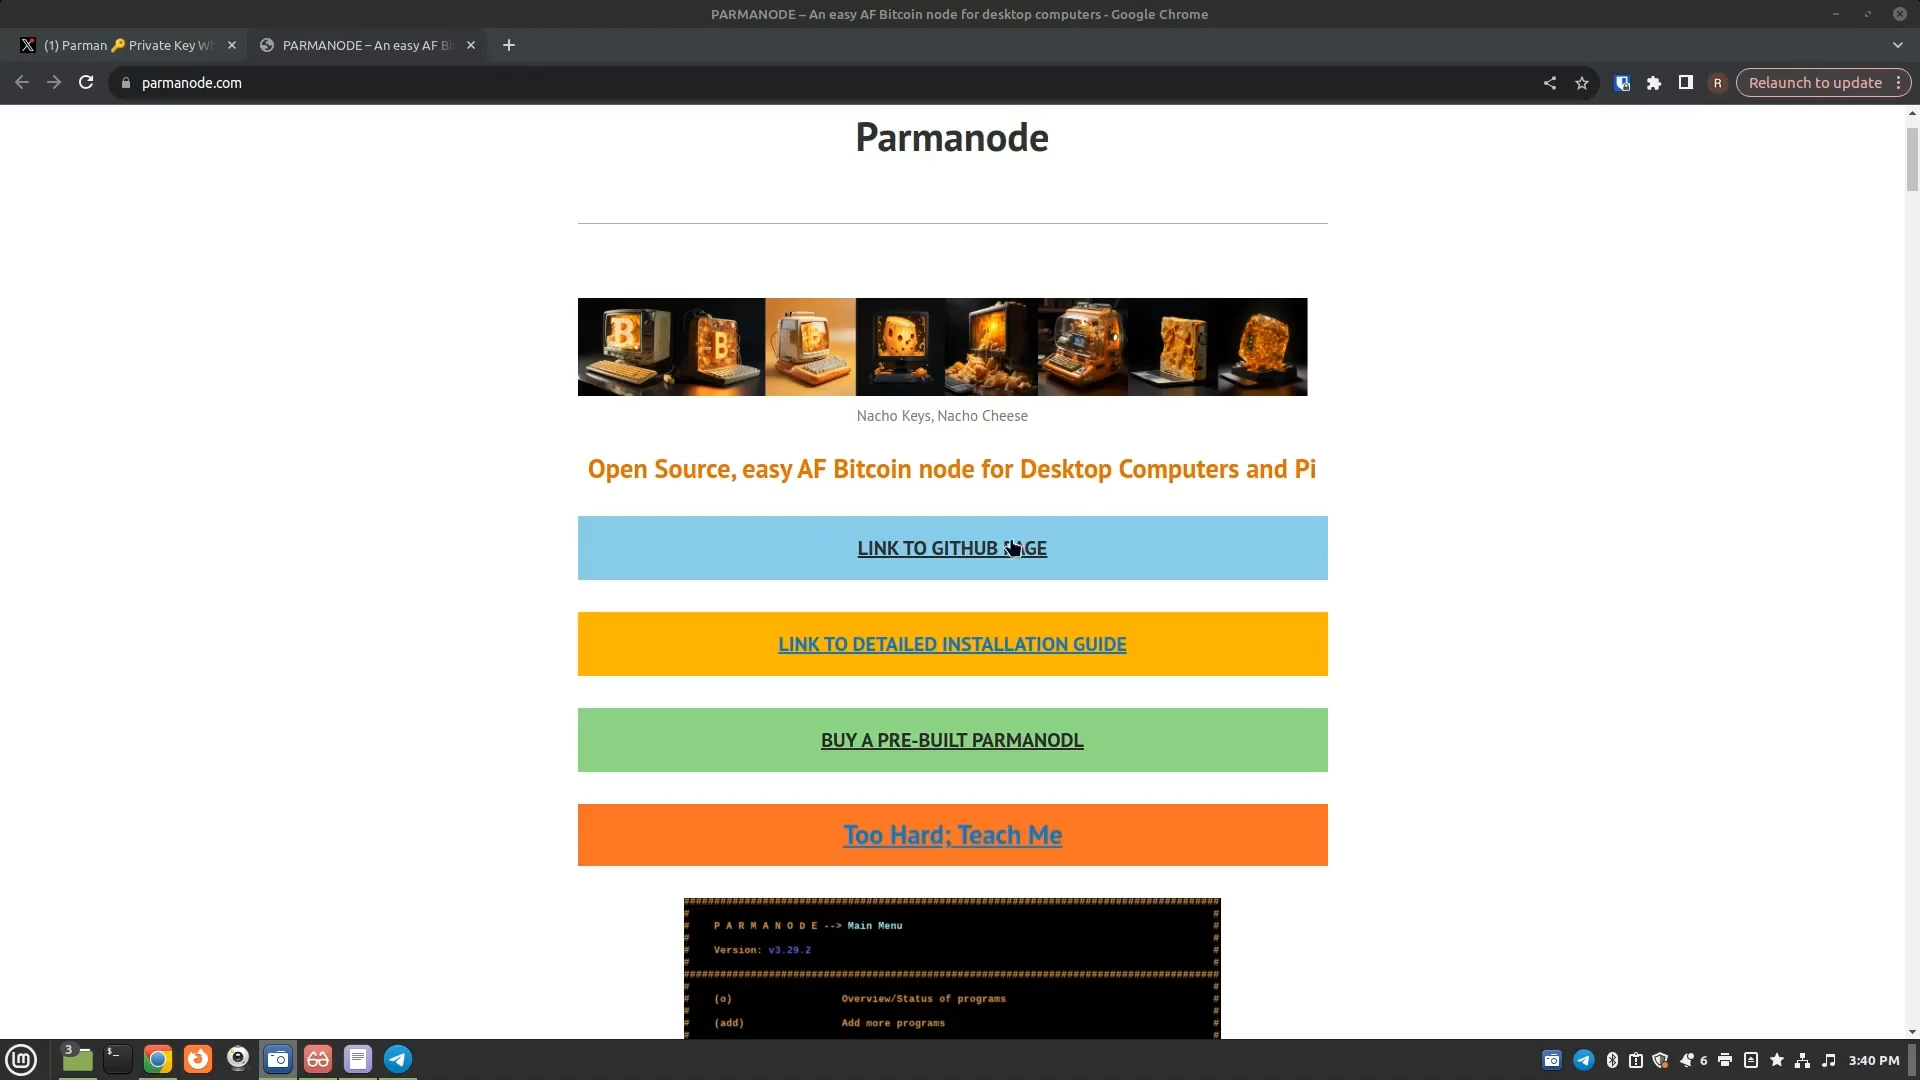 PARMANODE – An easy AF Bitcoin node for desktop computers - Google Chrome
(1) Parman 🔑 Private Key W
PARMANODE – An easy AF Bi
parmanode.com
R
Relaunch to update
Parmanode
B
B
B
Nacho Keys, Nacho Cheese
Open Source, easy AF Bitcoin node for Desktop Computers and Pi
LINK TO GITHUB PAGE
LINK TO DETAILED INSTALLATION GUIDE
BUY A PRE-BUILT PARMANODL
Too Hard; Teach Me
P A R M A N O D E --> Main Menu
Version: v3.29.2
(o) Overview/Status of programs
(add) Add more programs
3
6
3:40 PM